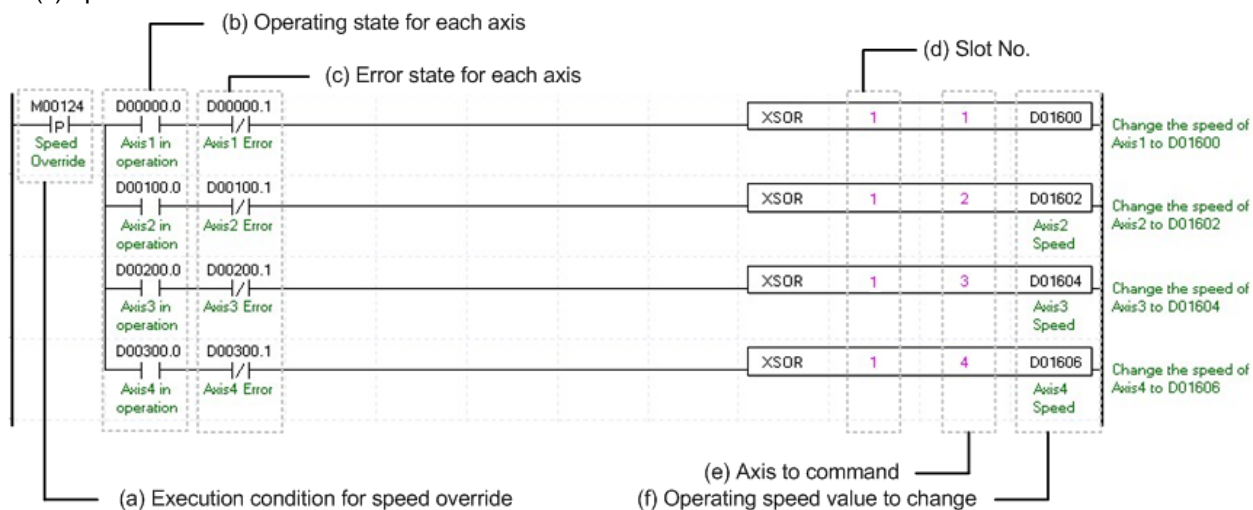 (b) Operating state for each axis
(d) Slot No.
(c) Error state for each axis
M00124 D00000.0 D00000.1
P
XSOR 1 1 D01600
Speed Override
Axis1 in operation
Axis1 Error
Change the speed of
Axis1 to D01600
D00100.0 D00100.1
XSOR 1 2 D01602
Axis2 in operation
Axis2 Error
Axis2 Speed
Change the speed of
Axis2 to D01602
D00200.0 D00200.1
XSOR 1 3 D01604
Axis3 in operation
Axis3 Error
Axis3 Speed
Change the speed of
Axis3 to D01604
D00300.0 D00300.1
XSOR 1 4 D01606
Axis4 in operation
Axis4 Error
Axis4 Speed
Change the speed of
Axis4 to D01606
(e) Axis to command
(a) Execution condition for speed override
(f) Operating speed value to change